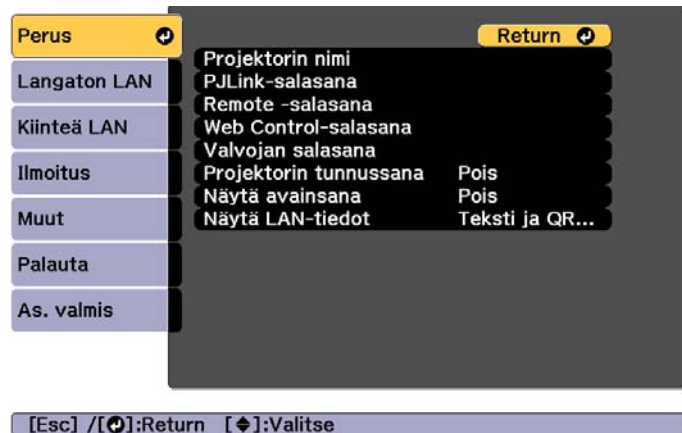 Perus
Langaton LAN
Kiinteä LAN
Ilmoitus
Muut
Palauta
As. valmis
Return
Projektorin nimi
PJLink-salasana
Remote -salasana
Web Control-salasana
Valvojan salasana
Projektorin tunnussana Pois
Näytä avainsana Pois
Näytä LAN-tiedot Teksti ja QR...
[Esc] /[⏎]:Return [◆]:Valitse